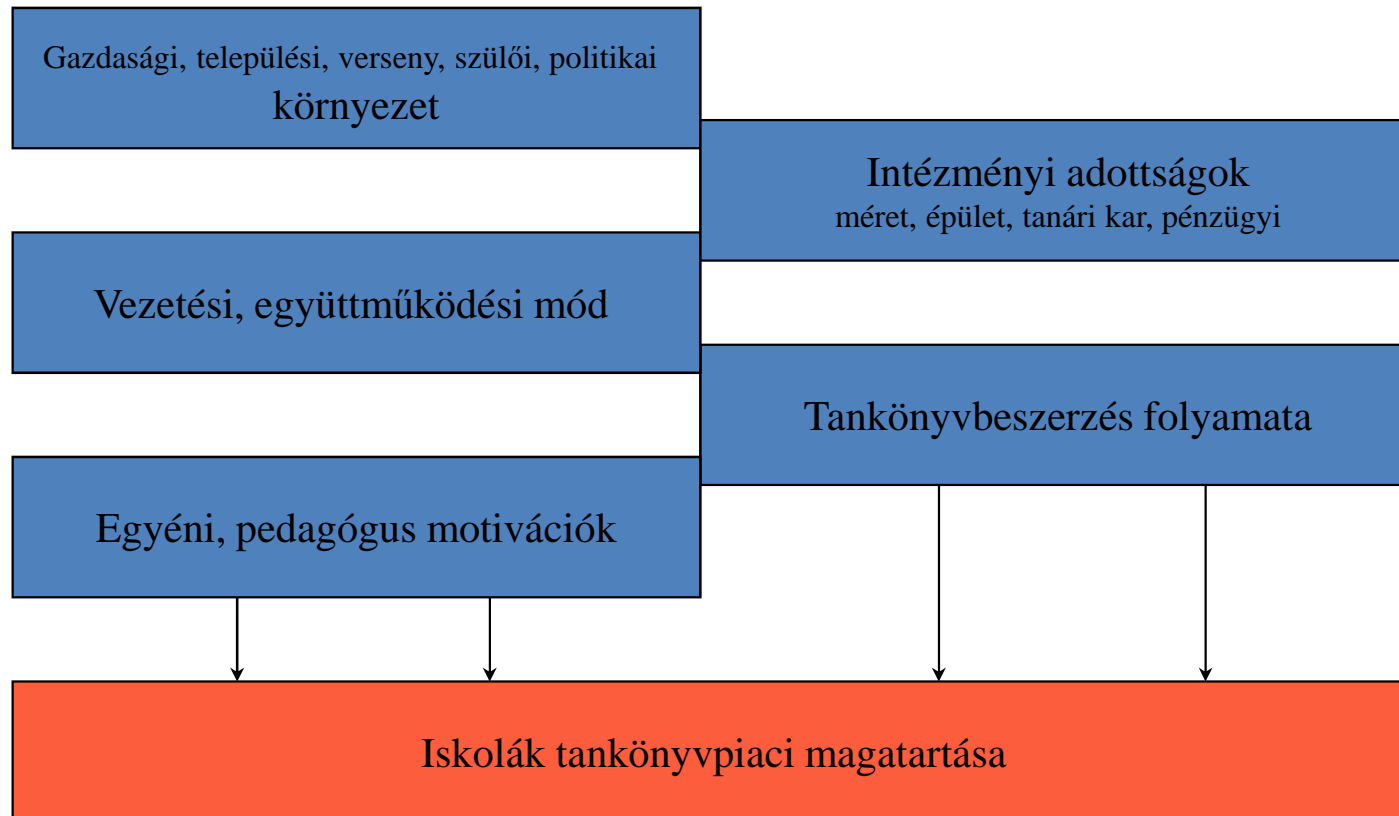 Gazdasági, települési, verseny, szülői, politikai
környezet
Intézményi adottságok
méret, épület, tanári kar, pénzügyi
Vezetési, együttműködési mód
Tankönyvbeszerzés folyamata
Egyéni, pedagógus motivációk
Iskolák tankönyvpiaci magatartása